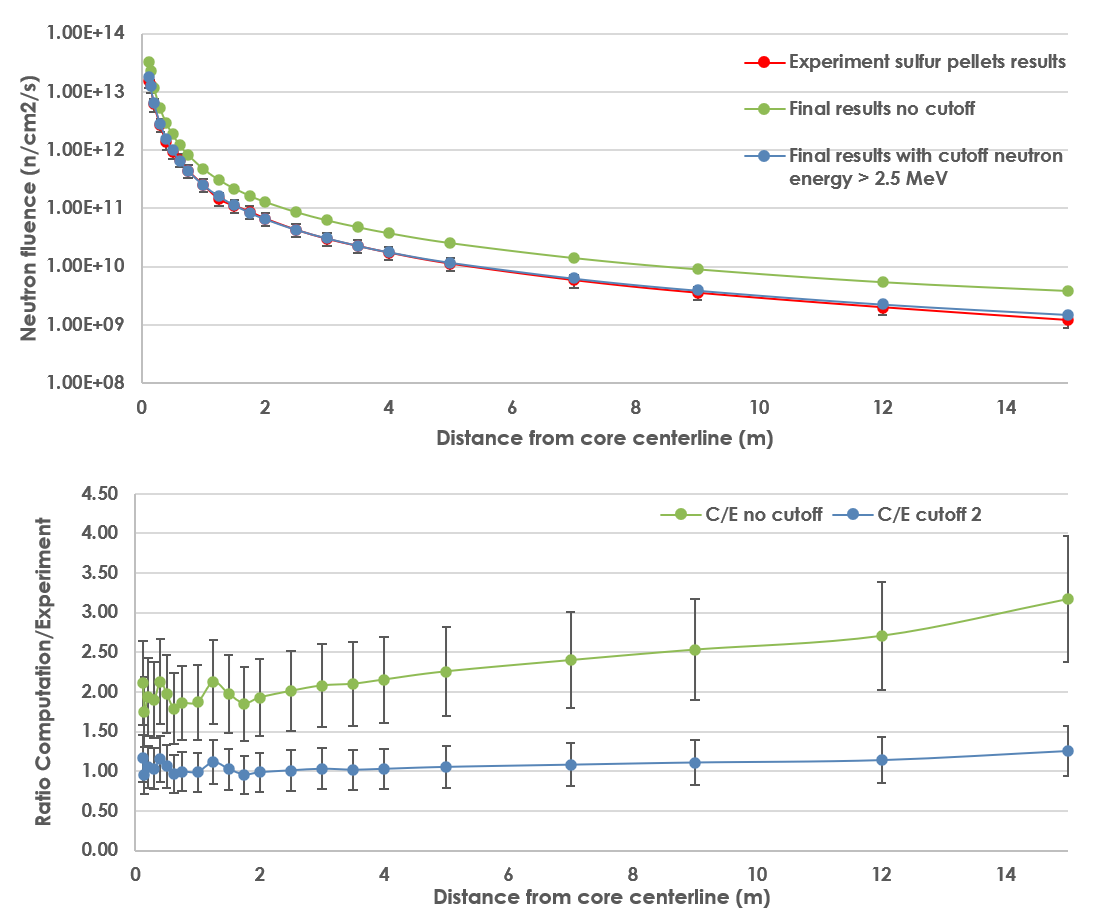 1.00E+14
1.00E+13
1.00E+12
1.00E+11
1.00E+10
1.00E+09
1.00E+08
Neutron fluence (n/cm2/s)
Experiment sulfur pellets results
Final results no cutoff
Final results with cutoff neutron
energy > 2.5 MeV
0 2 4 6 8 10 12 14
Distance from core centerline (m)
4.50
4.00
3.50
3.00
2.50
2.00
1.50
1.00
0.50
0.00
Ratio Computation/Experiment
C/E no cutoff C/E cutoff 2
0 2 4 6 8 10 12 14
Distance from core centerline (m)